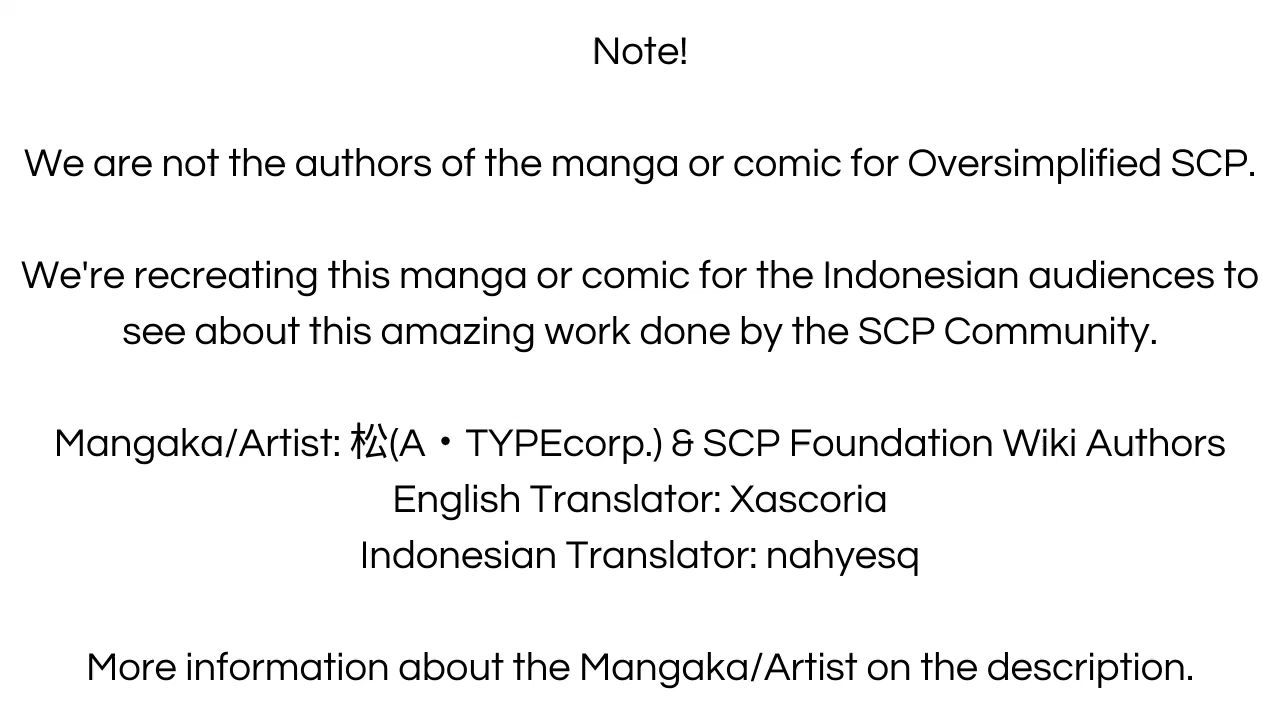 Note!
We are not the authors of the manga or comic for Oversimplified SCP.
We're recreating this manga or comic for the Indonesian audiences to
see about this amazing work done by the SCP Community.
Mangaka/Artist: 松(A・TYPEcorp.) & SCP Foundation Wiki Authors
English Translator: Xascoria
Indonesian Translator: nahyesq
More information about the Mangaka/Artist on the description.